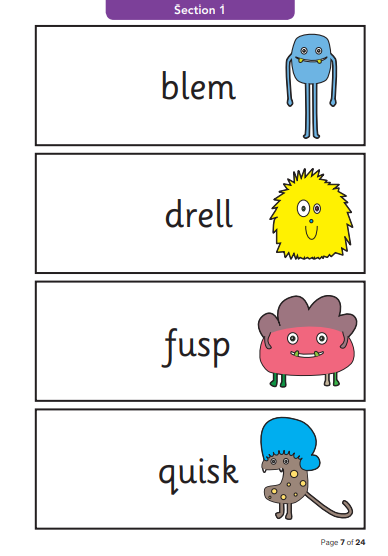 Section 1
blem
drell
fusp
quisk
Page 7 of 24